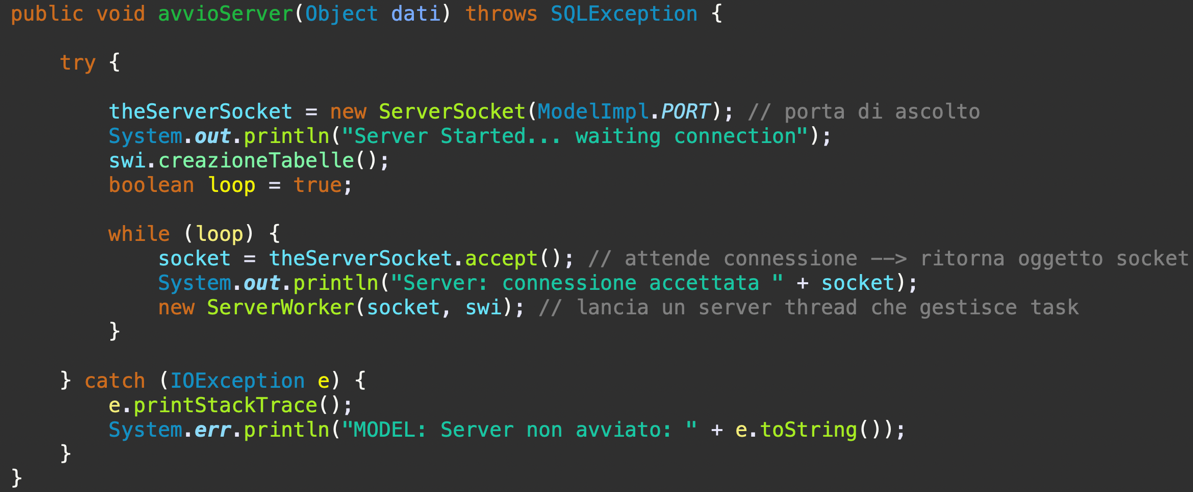 public void avvioServer(Object dati) throws SQLException {
try {
theServerSocket = new ServerSocket(ModelImpl.PORT); // porta di ascolto
System.out.println("Server Started... waiting connection");
swi.creazioneTabelle();
boolean loop = true;
while (loop) {
socket = theServerSocket.accept(); // attende connessione --> ritorna oggetto socket
System.out.println("Server: connessione accettata " + socket);
new ServerWorker(socket, swi); // lancia un server thread che gestisce task
}
} catch (IOException e) {
e.printStackTrace();
System.err.println("MODEL: Server non avviato: " + e.toString());
}
}